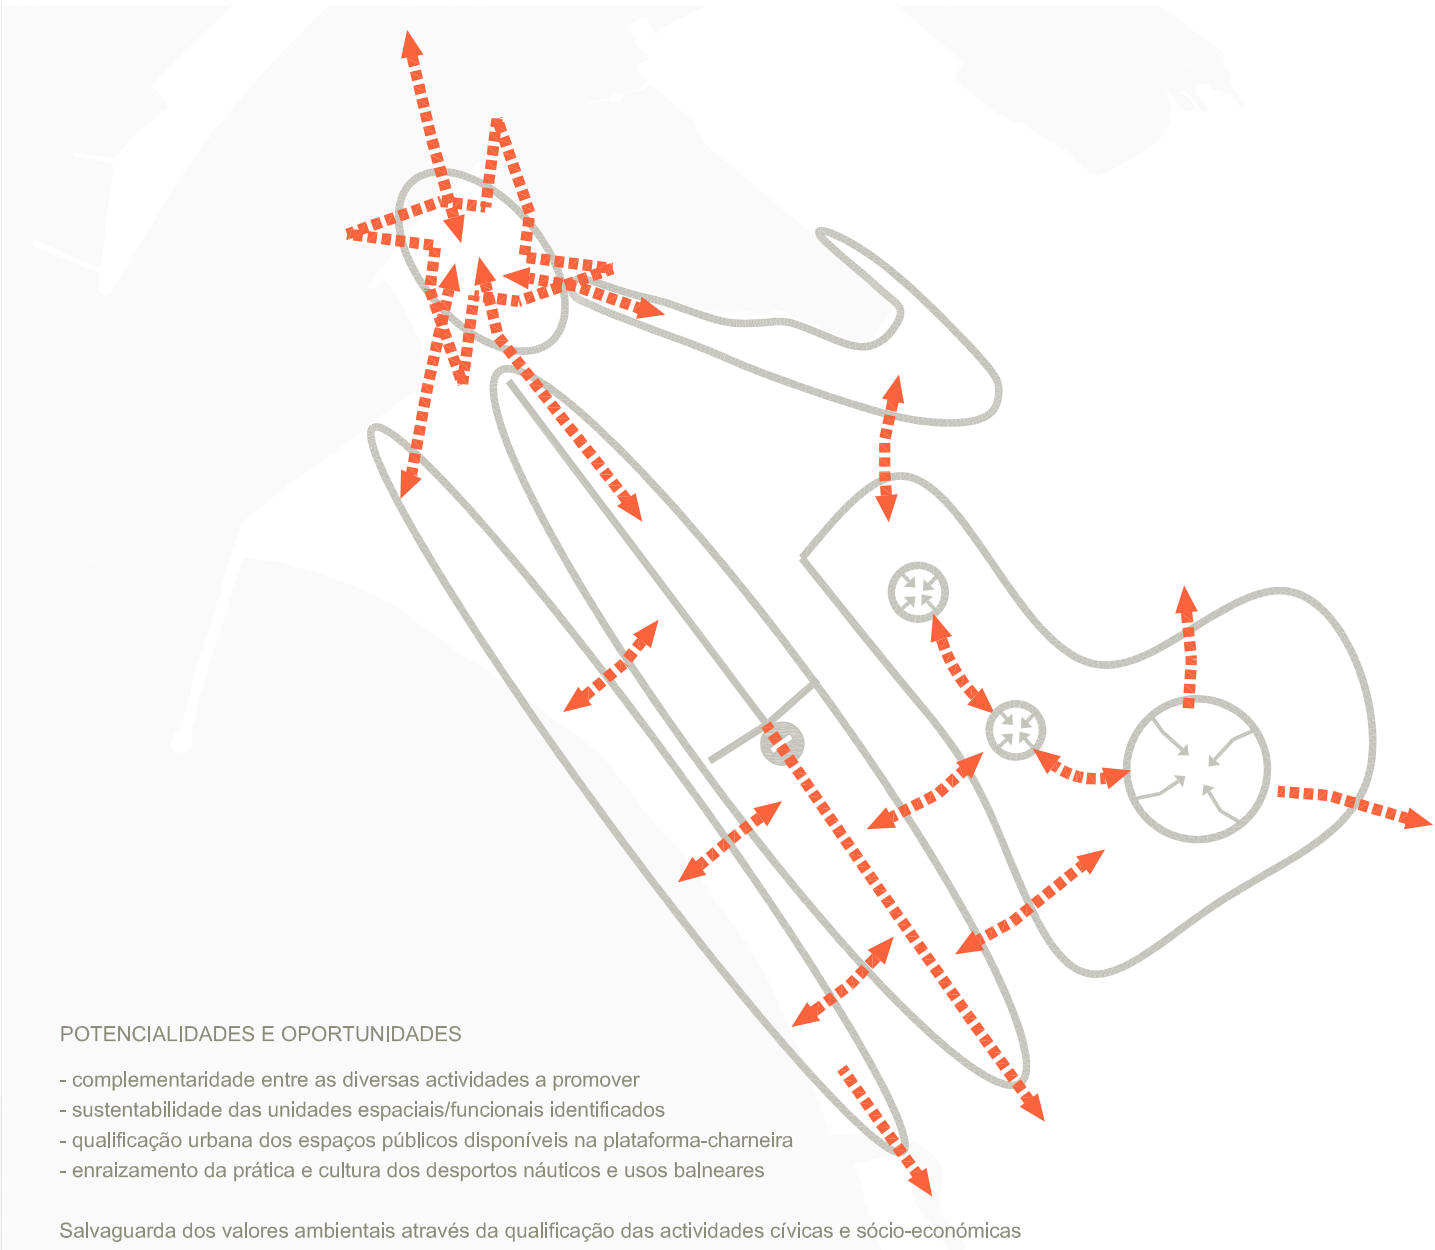 POTENCIALIDADES E OPORTUNIDADES
- complementaridade entre as diversas actividades a promover
- sustentabilidade das unidades espaciais/funcionais identificados
- qualificação urbana dos espaços públicos disponíveis na plataforma-charneira
- enraizamento da prática e cultura dos desportos náuticos e usos balneares
Salvaguarda dos valores ambientais através da qualificação das actividades cívicas e sócio-económicas